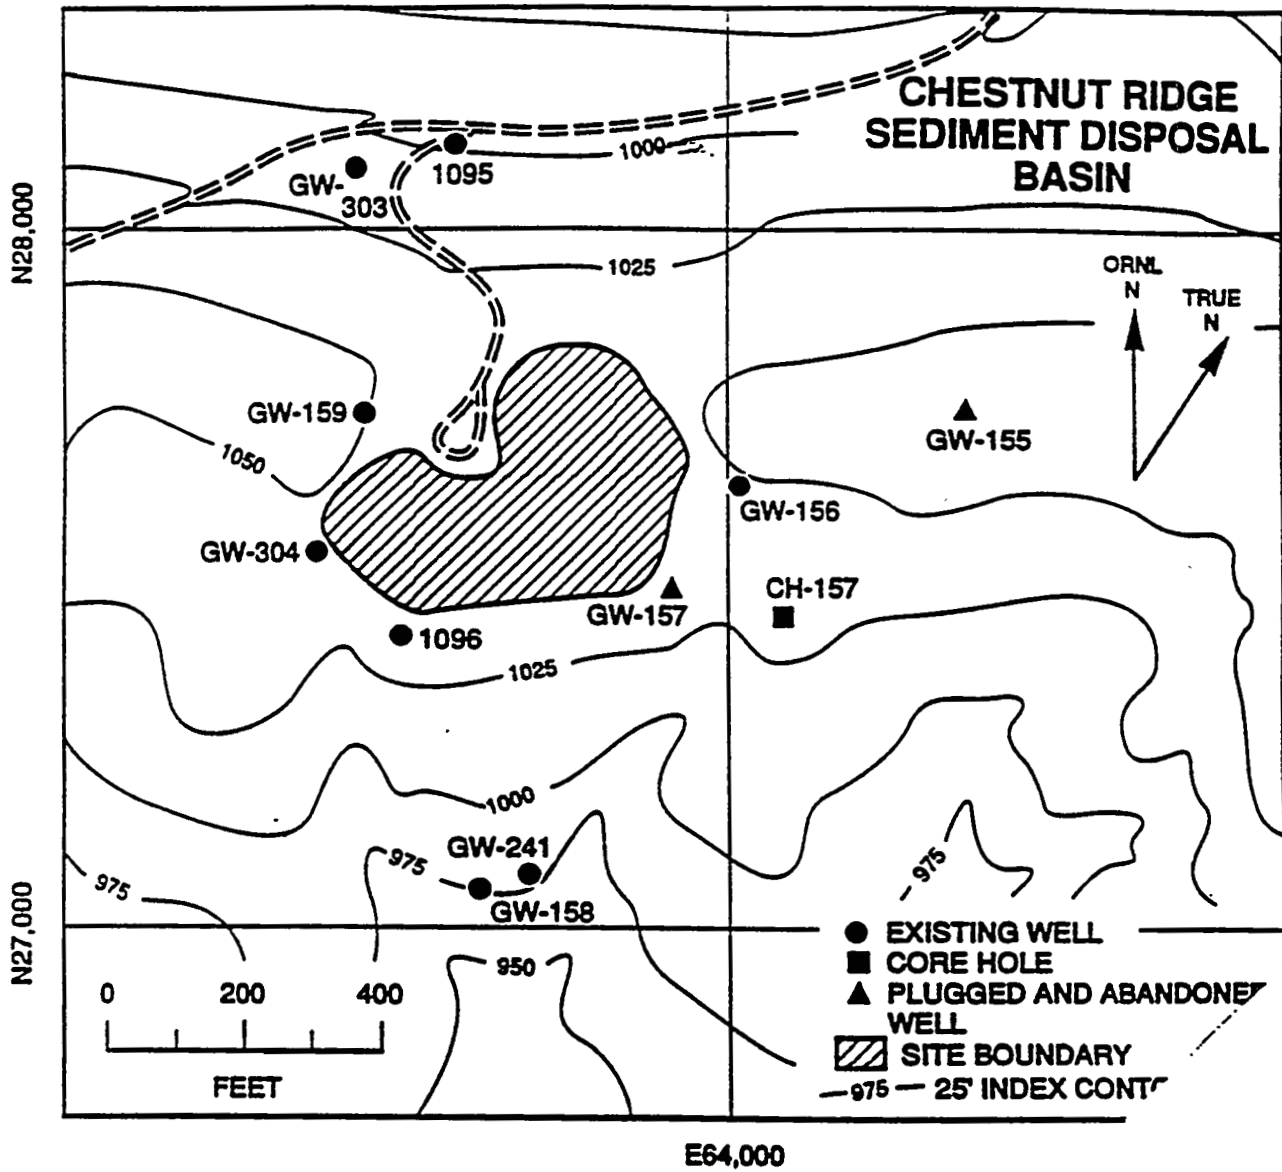 CHESTNUT RIDGE
SEDIMENT DISPOSAL
BASIN
1000
GW-
303
1095
N28,000
1025
ORNL
N
TRUE
N
GW-159
GW-155
1050
GW-156
GW-304
CH-157
GW-157
1096
1025
1000
GW-241
975
975
975
GW-158
N27,000
950
EXISTING WELL
CORE HOLE
PLUGGED AND ABANDONE
WELL
SITE BOUNDARY
975 25' INDEX CONT
0 200 400
FEET
E64,000